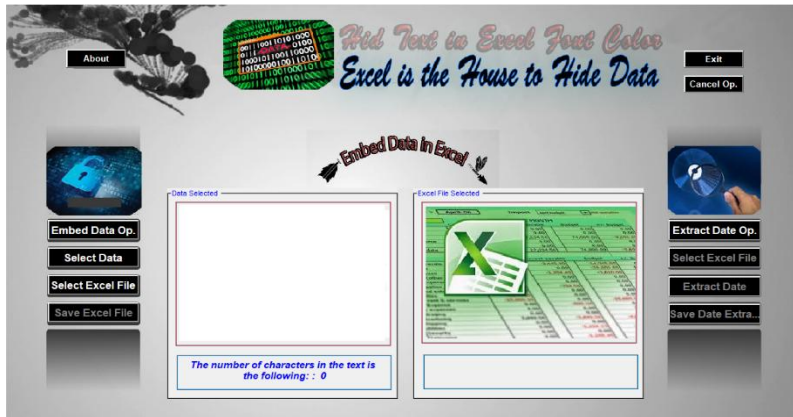 Hid Text in Excel Font Color
About
Exit
Excel is the House to Hide Data
Cancel Op.
Embed Data in Excel
Data Selected
Excel File Selected
Embed Data Op.
Select Data
Select Excel File
Save Excel File
Extract Date Op.
Select Excel File
Extract Date
Save Date Extra...
The number of characters in the text is
the following: : 0